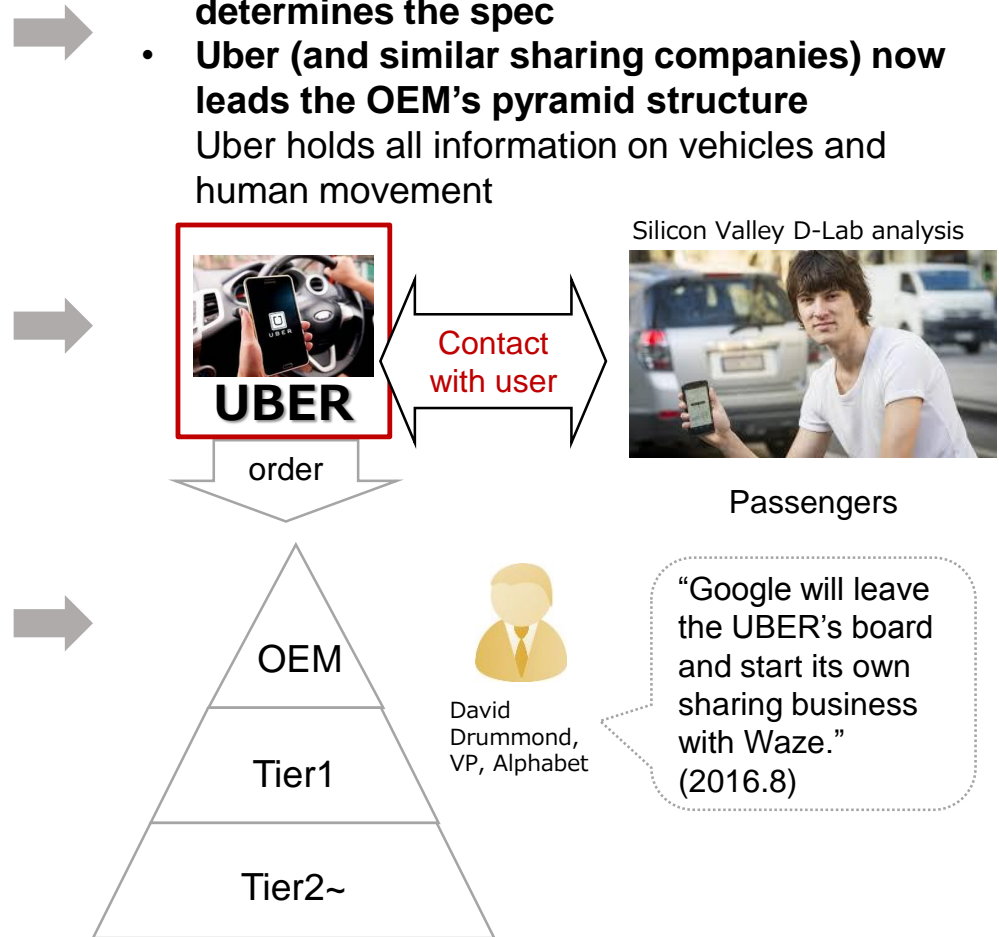 determines the spec
• Uber (and similar sharing companies) now
leads the OEM's pyramid structure
Uber holds all information on vehicles and
human movement
Silicon Valley D-Lab analysis
UBER
Contact
with user
UBER
order
Passengers
OEM
Tier1
Tier2~
David
Drummond,
VP, Alphabet
“Google will leave
the UBER’s board
and start its own
sharing business
with Waze.”
(2016.8)